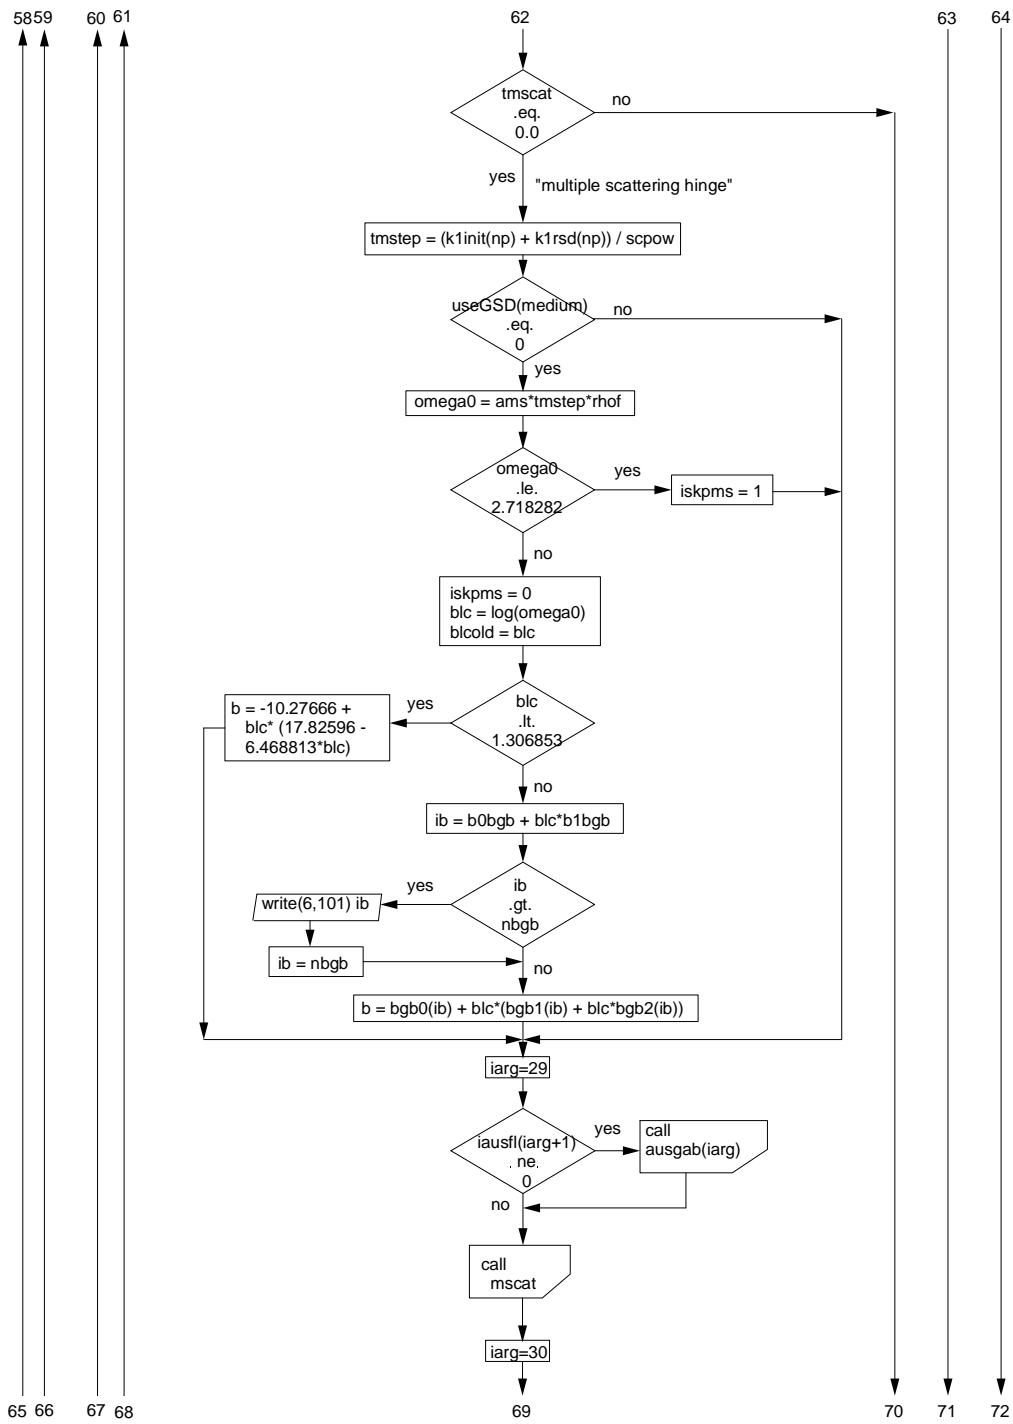 58 59 60 61 62 63 64
tmscat
.eq.
0.0
no
yes
"multiple scattering hinge"
tmstep = (k1init(np) + k1rsd(np)) / scpow
useGSD(medium)
.eq.
0
no
yes
omega0 = ams*tmstep*rhof
omega0
.le.
2.718282
yes
iskpms = 1
no
iskpms = 0
blc = log(omega0)
blcold = blc
blc
.lt.
1.306853
yes
b = -10.27666 +
blc* (17.82596 -
6.468813*blc)
no
ib = b0bgb + blc*b1bgb
ib
.gt.
nbgb
yes
write(6,101) ib
ib = nbgb
no
b = bgb0(ib) + blc*(bgb1(ib) + blc*bgb2(ib))
iarg=29
iausfl(iarg+1)
. ne.
0
yes
call
ausgab(iarg)
no
call
mscat
iarg=30
65 66 67 68 69 70 71 72